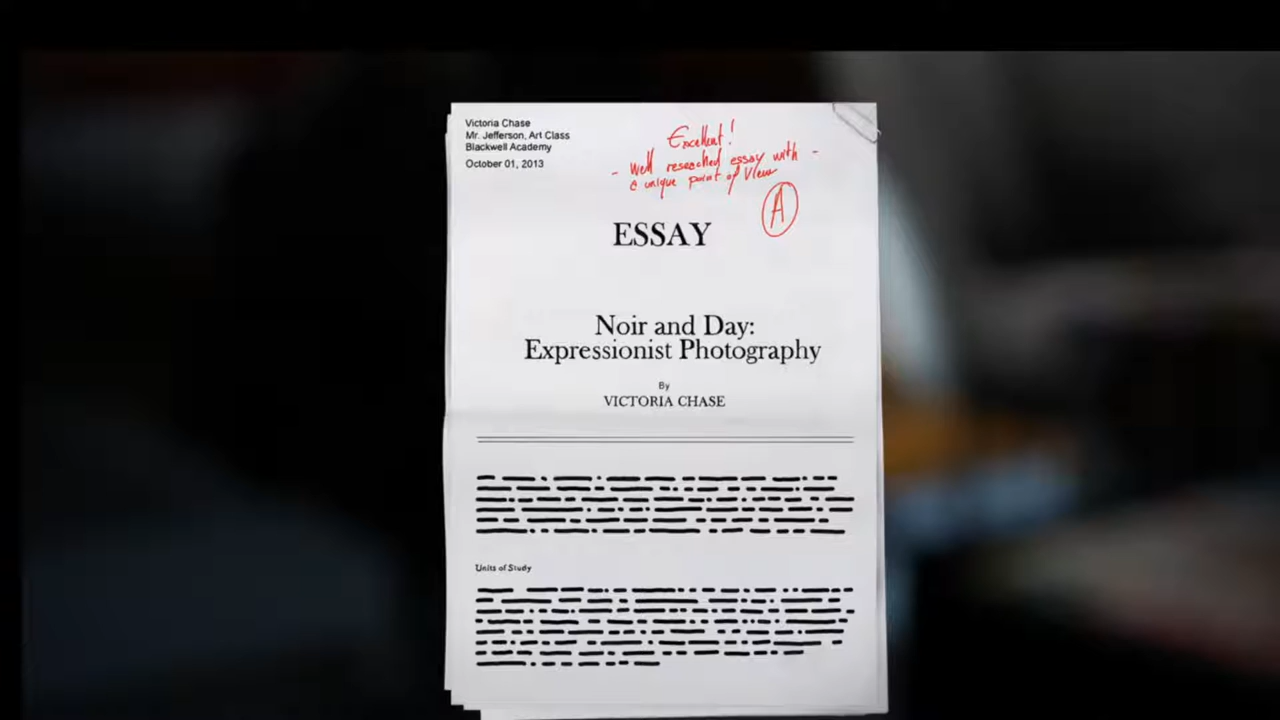 Victoria Chase
Mr. Jefferson, Art Class
Blackwell Academy
October 01, 2013
Excellent!
- Well reseached essay with -
a unique point of View
A
ESSAY
Noir and Day:
Expressionist Photography
By
VICTORIA CHASE
Units of Study